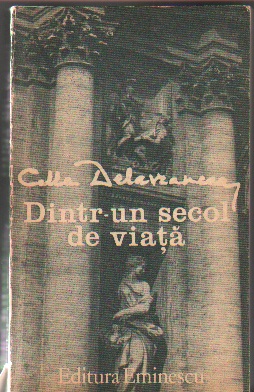 Cella Delavrancea
Dintr-un secol
de viață
Editura Eminescu